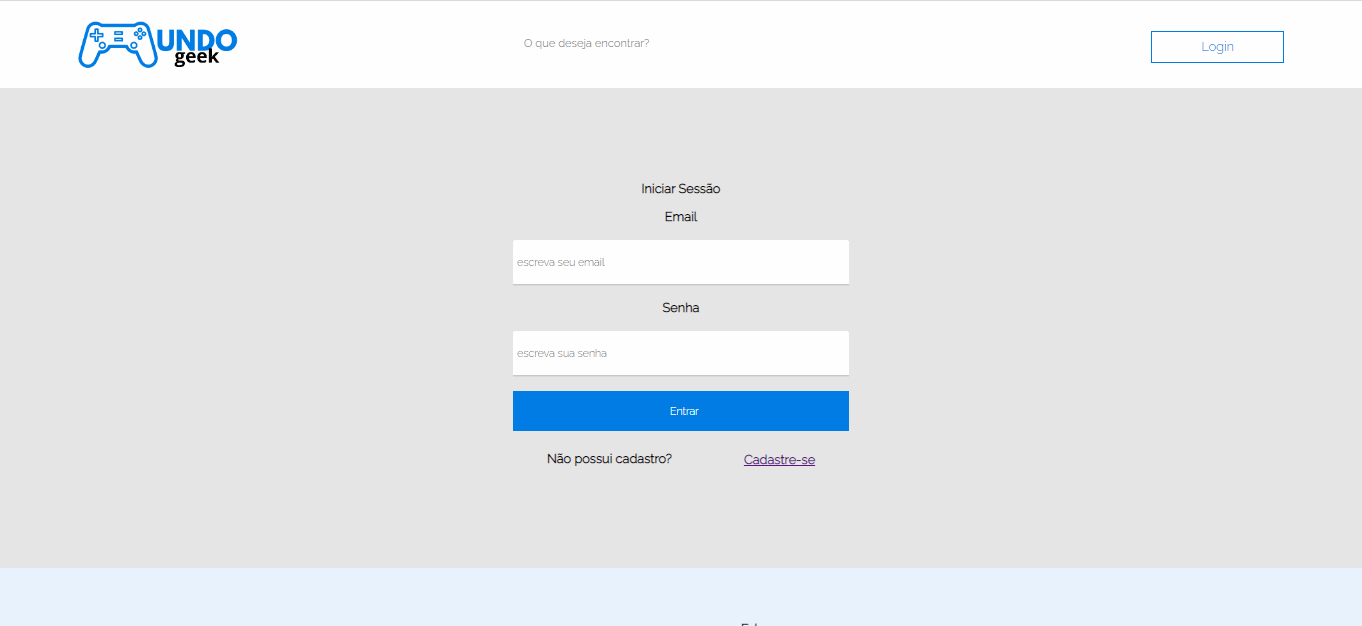 UNDO
geek
O que deseja encontrar?
Login
Iniciar Sessão
Email
escreva seu email
Senha
escreva sua senha
Entrar
Não possui cadastro?
Cadastre-se